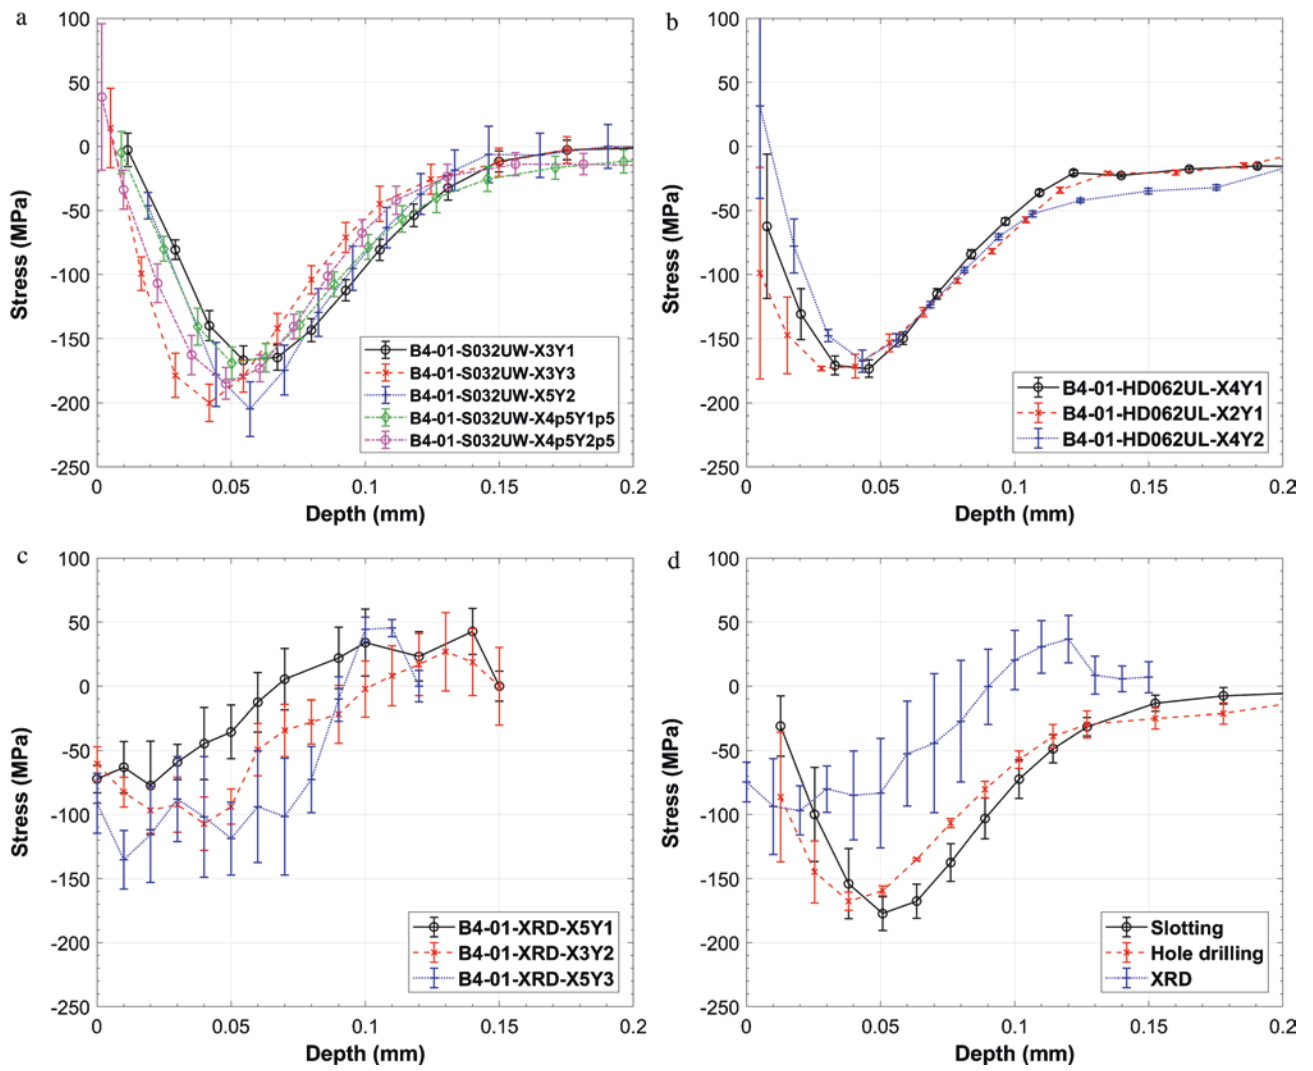 a
100
50
0
-50
-100
-150
-200
-250
Stress (MPa)
B4-01-S032UW-X3Y1
B4-01-S032UW-X3Y3
B4-01-S032UW-X5Y2
B4-01-S032UW-X4p5Y1p5
B4-01-S032UW-X4p5Y2p5
0 0.05 0.1 0.15 0.2
Depth (mm)
b
100
50
0
-50
-100
-150
-200
-250
Stress (MPa)
B4-01-HD062UL-X4Y1
B4-01-HD062UL-X2Y1
B4-01-HD062UL-X4Y2
0 0.05 0.1 0.15 0.2
Depth (mm)
c
100
50
0
-50
-100
-150
-200
-250
Stress (MPa)
B4-01-XRD-X5Y1
B4-01-XRD-X3Y2
B4-01-XRD-X5Y3
0 0.05 0.1 0.15 0.2
Depth (mm)
d
100
50
0
-50
-100
-150
-200
-250
Stress (MPa)
Slotting
Hole drilling
XRD
0 0.05 0.1 0.15 0.2
Depth (mm)